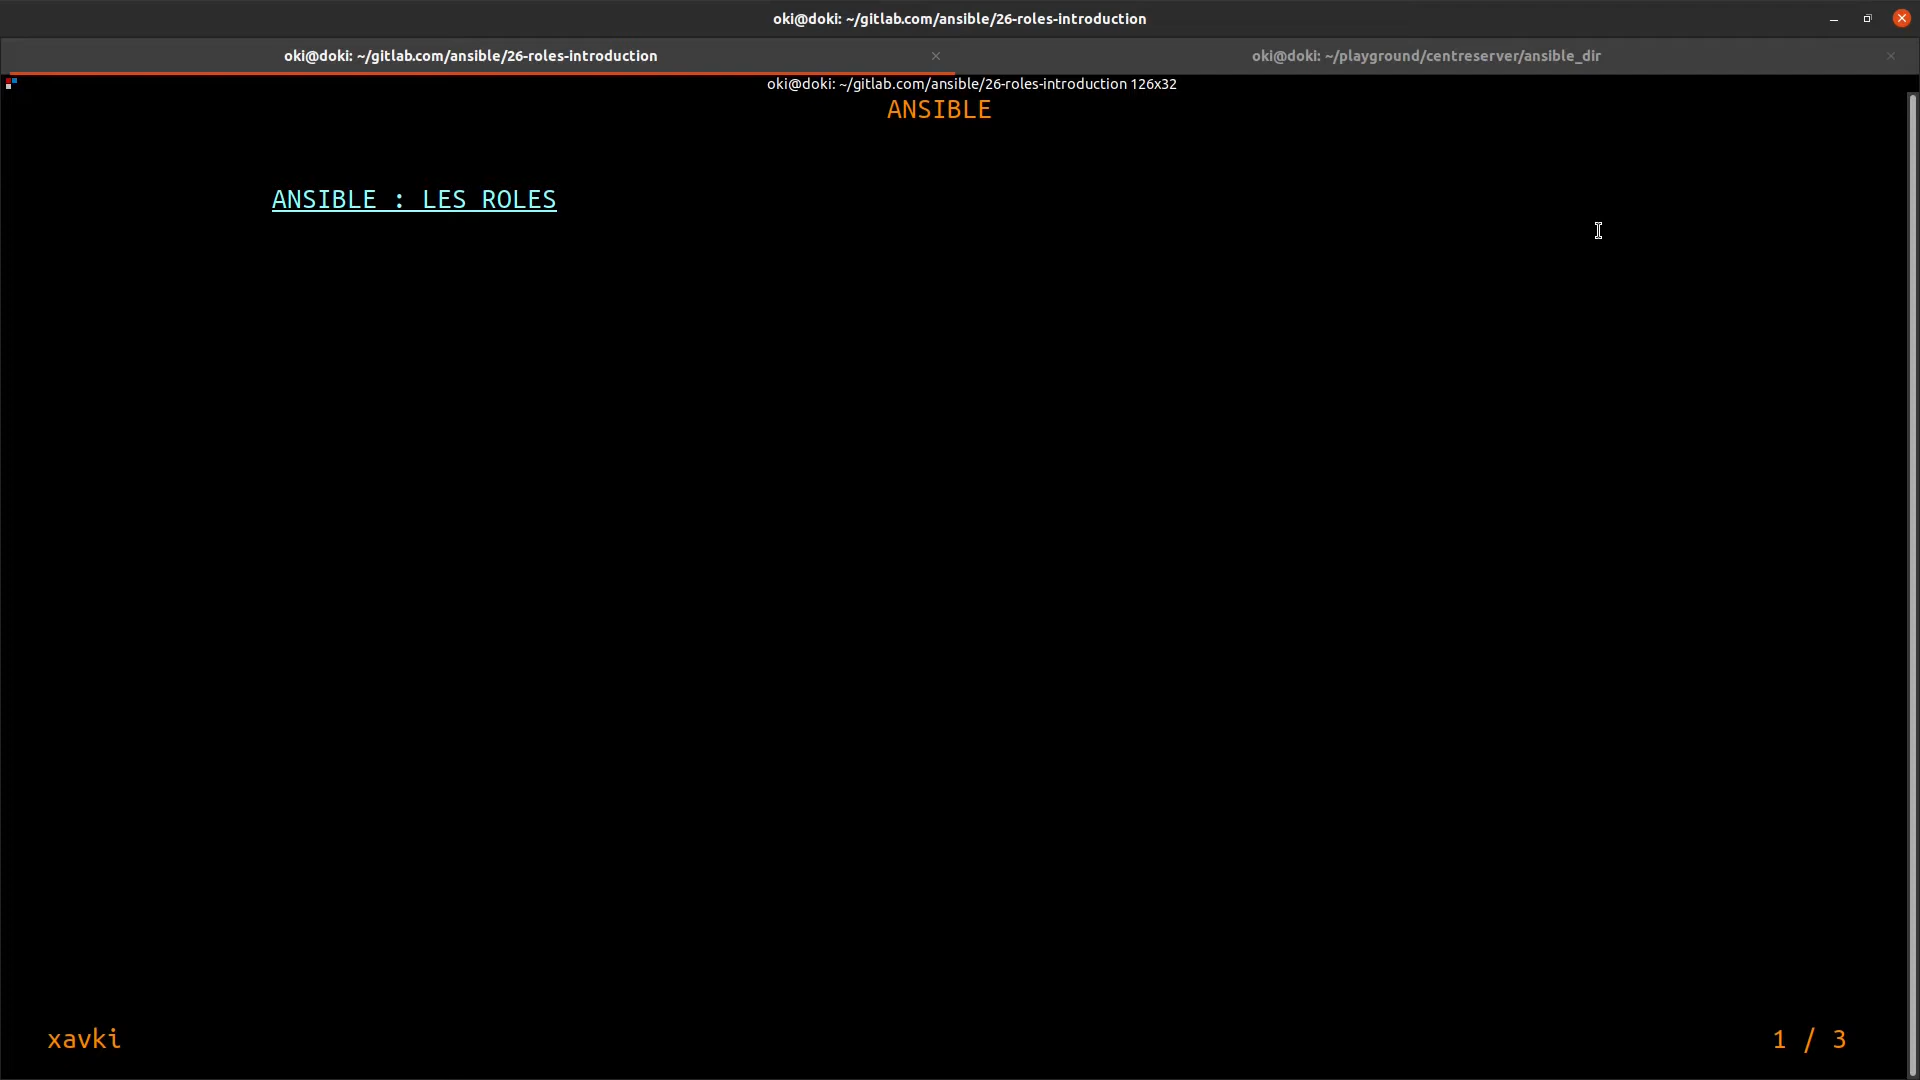 oki@doki: ~/gitlab.com/ansible/26-roles-introduction
oki@doki: ~/gitlab.com/ansible/26-roles-introduction
oki@doki: ~/playground/centreserver/ansible_dir
oki@doki: ~/gitlab.com/ansible/26-roles-introduction 126x32
ANSIBLE
ANSIBLE : LES ROLES
xavki
1 / 3